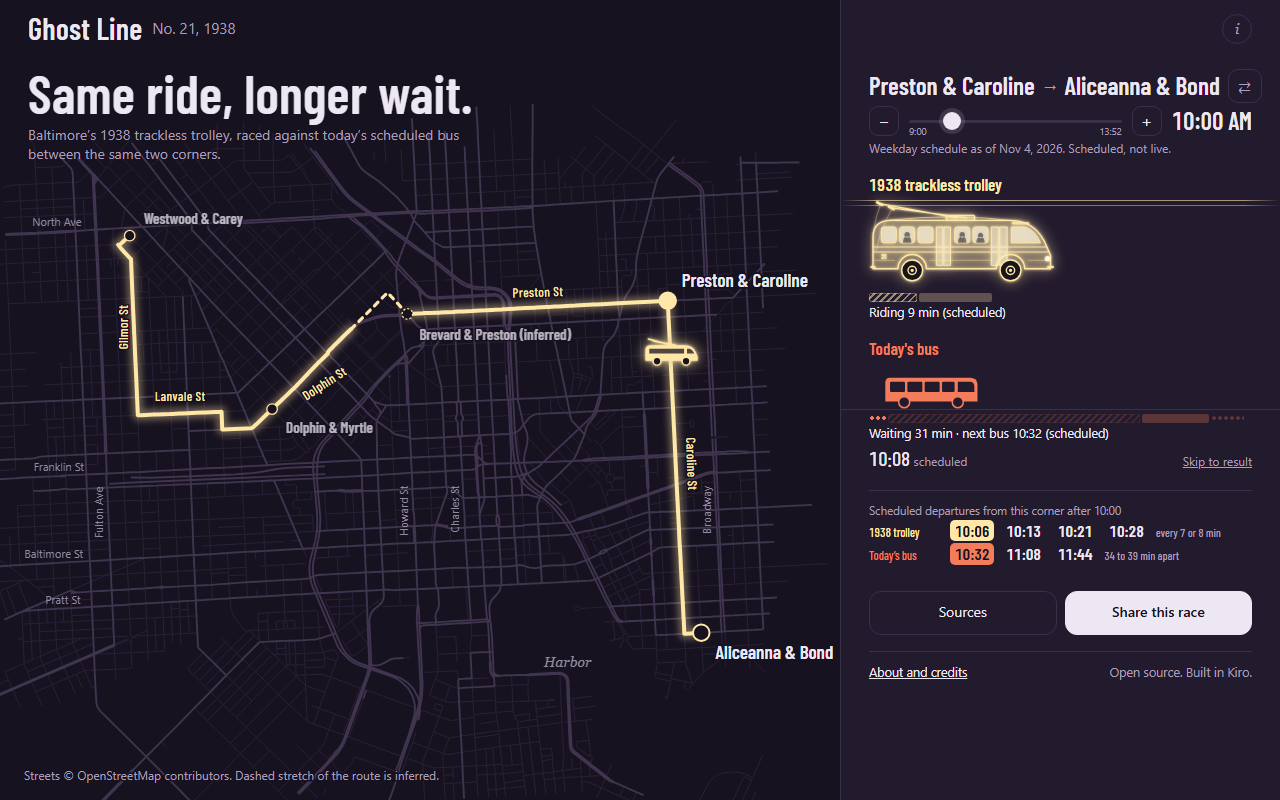 Ghost Line No. 21, 1938
Same ride, longer wait.
Baltimore's 1938 trackless trolley, raced against today's scheduled bus
between the same two corners.
North Ave
Westwood & Carey
Gilmor St
Lanvale St
Dolphin St
Dolphin & Myrtle
Preston St
Brevard & Preston (inferred)
Preston & Caroline
Caroline St
Broadway
Franklin St
Fulton Ave
Howard St
Charles St
Baltimore St
Pratt St
Aliceanna & Bond
Harbor
Streets © OpenStreetMap contributors. Dashed stretch of the route is inferred.
i
Preston & Caroline → Aliceanna & Bond ⇄
− 9:00 13:52 + 10:00 AM
Weekday schedule as of Nov 4, 2026. Scheduled, not live.
1938 trackless trolley
21
Riding 9 min (scheduled)
Today's bus
Waiting 31 min · next bus 10:32 (scheduled)
10:08 scheduled Skip to result
Scheduled departures from this corner after 10:00
1938 trolley 10:06 10:13 10:21 10:28 every 7 or 8 min
Today's bus 10:32 11:08 11:44 34 to 39 min apart
Sources Share this race
About and credits Open source. Built in Kiro.